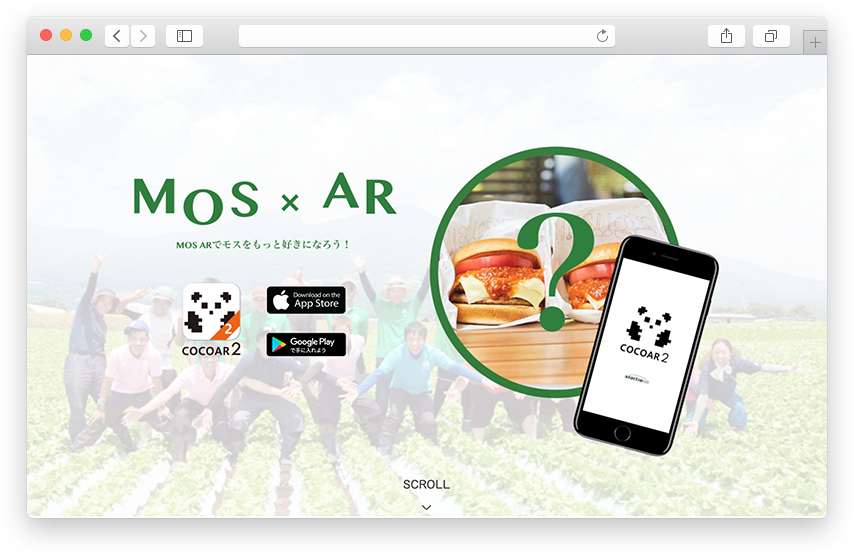 MOS × AR
MOS ARでモスをもっと好きになろう！
2
COCOAR2
Download on the
App Store
Google Play
で手に入れよう
?
COCOAR2
SCROLL